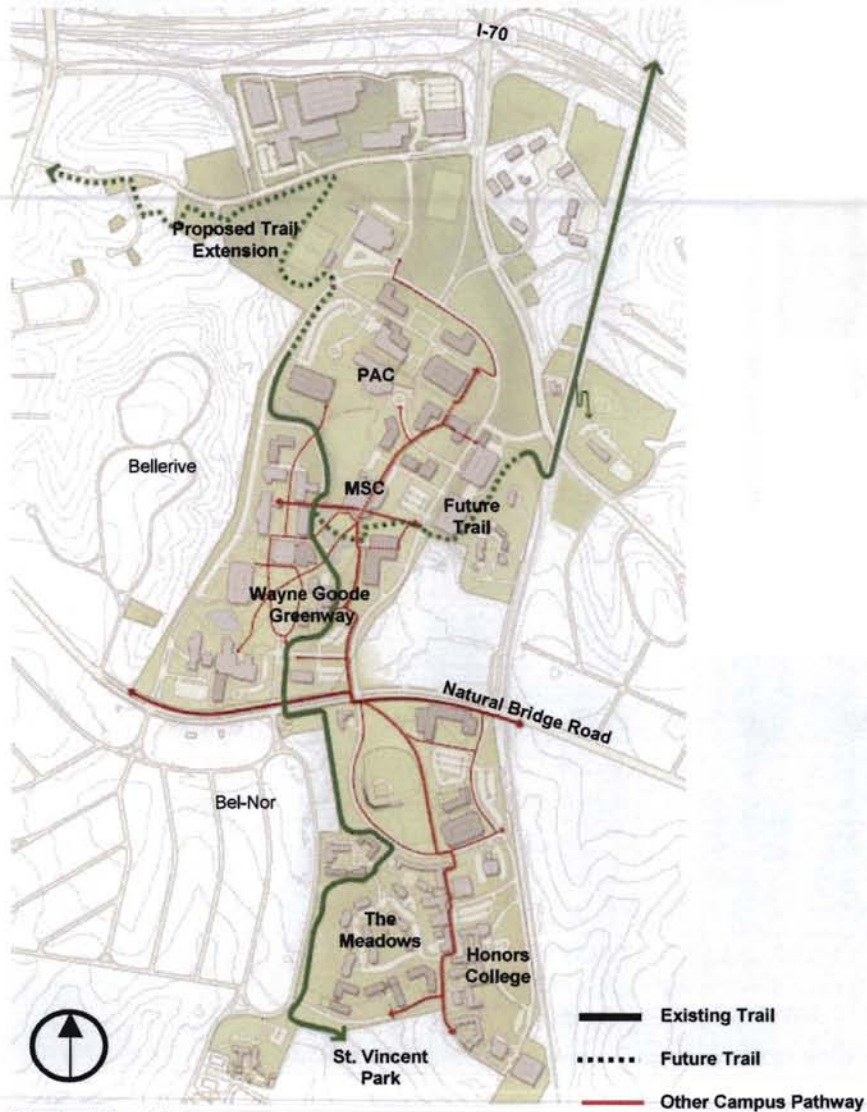 I-70
Proposed Trail
Extension
PAC
Bellerive
MSC
Future
Trail
Wayne Goode
Greenway
Natural Bridge Road
Bel-Nor
The
Meadows
Honors
College
St. Vincent
Park
Existing Trail
Future Trail
Other Campus Pathway